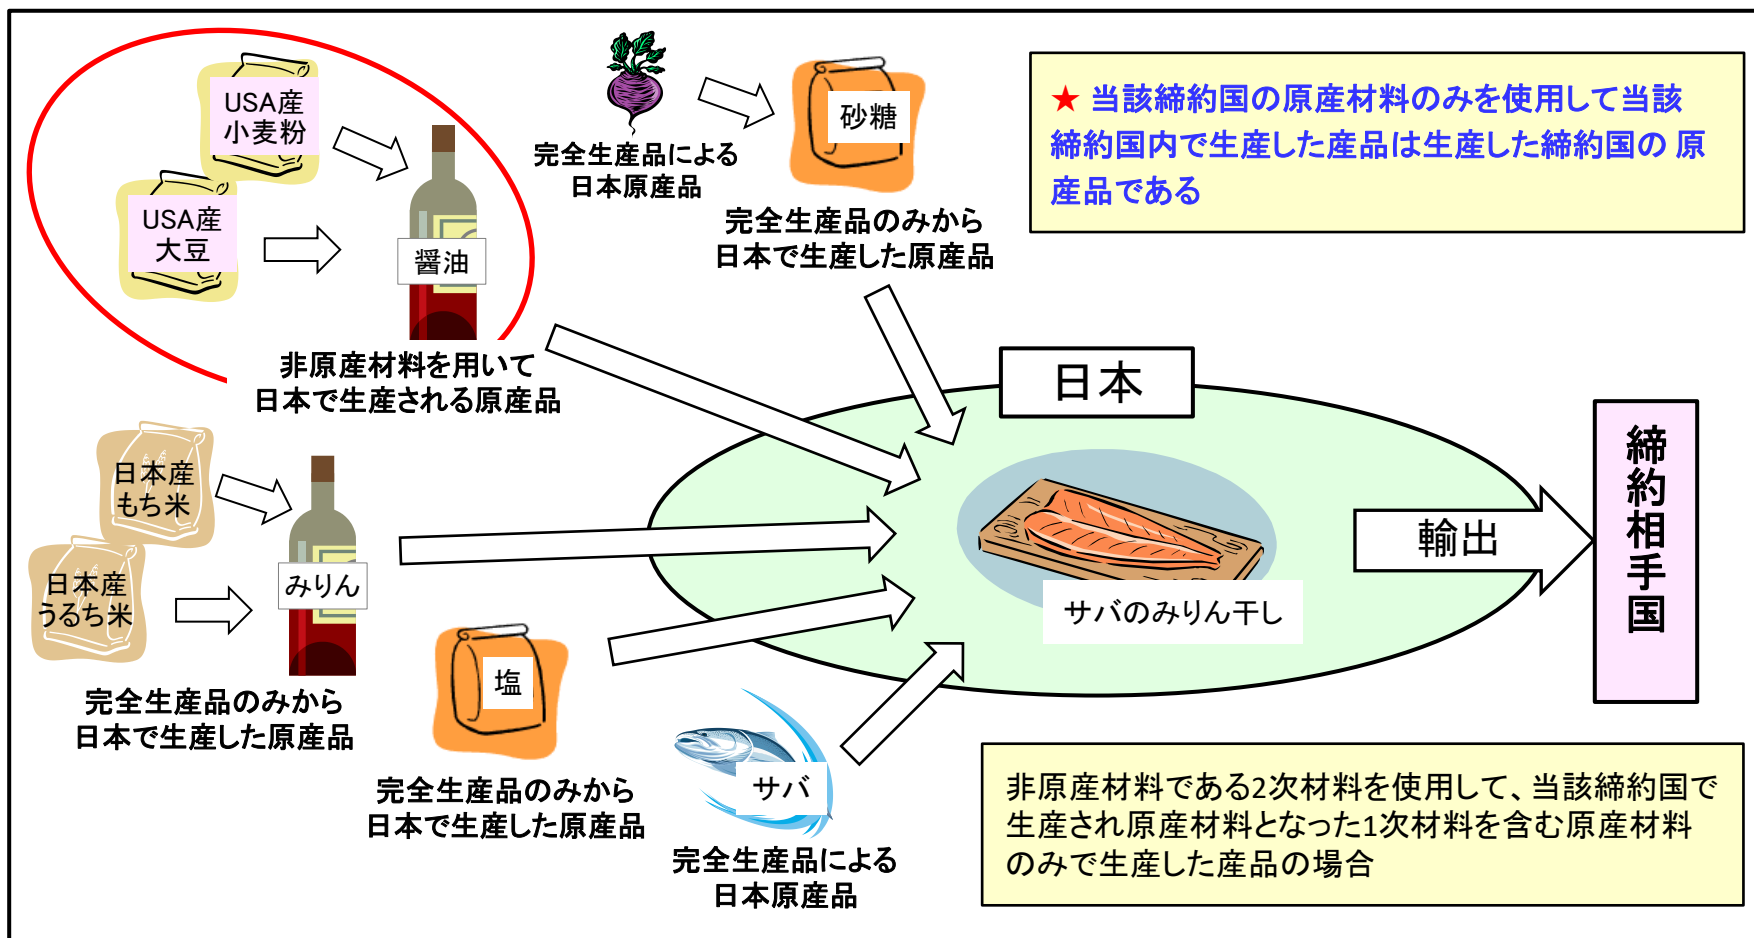 USA産
小麦粉
USA産
大豆
醤油
非原産材料を用いて
日本で生産される原産品
完全生産品による
日本原産品
砂糖
完全生産品のみから
日本で生産した原産品
★ 当該締約国の原産材料のみを使用して当該
締約国内で生産した産品は生産した締約国の 原
産品である
日本産
もち米
日本産
うるち米
みりん
完全生産品のみから
日本で生産した原産品
塩
完全生産品のみから
日本で生産した原産品
サバ
完全生産品による
日本原産品
日本
サバのみりん干し
輸出
締約相手国
非原産材料である2次材料を使用して、当該締約国で
生産され原産材料となった1次材料を含む原産材料
のみで生産した産品の場合